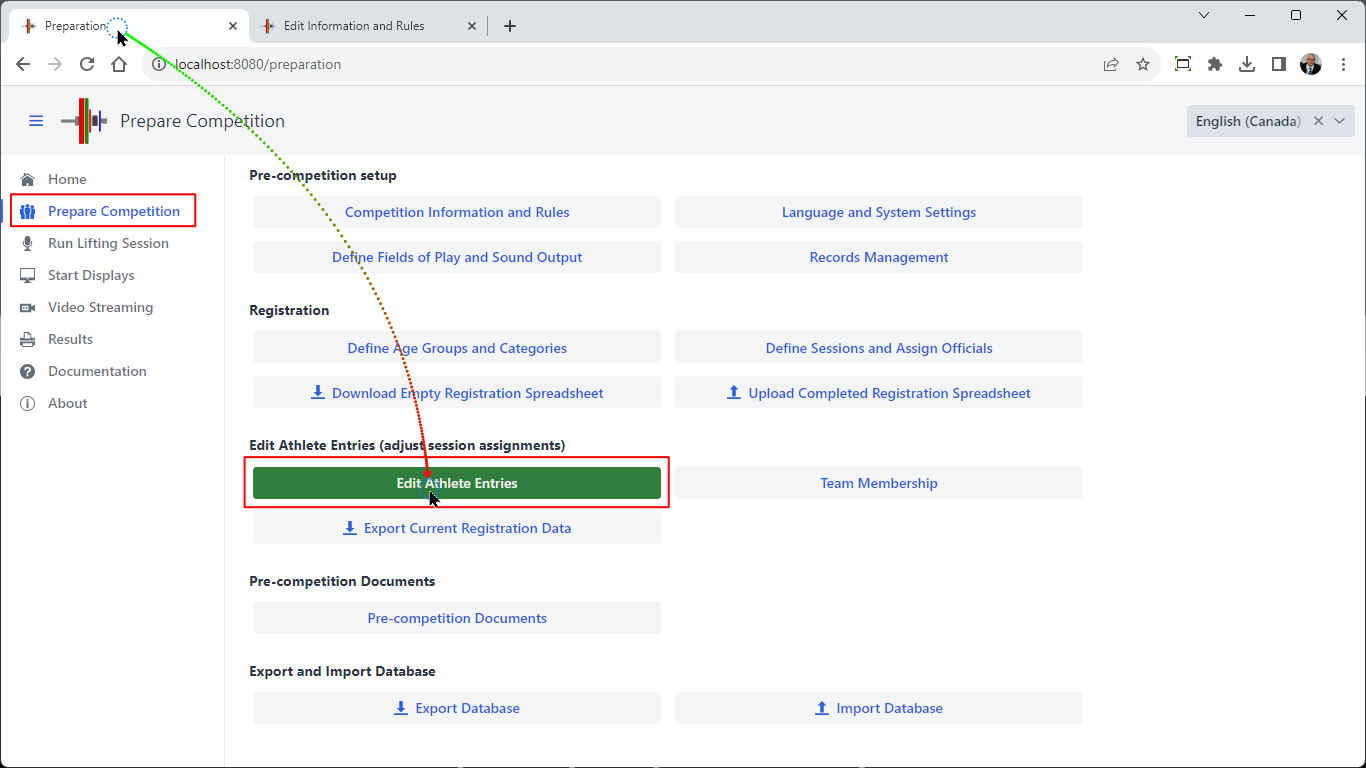 Preparation
Edit Information and Rules
localhost:8080/preparation
Prepare Competition
English (Canada)
Home
Prepare Competition
Run Lifting Session
Start Displays
Video Streaming
Results
Documentation
About
Pre-competition setup
Competition Information and Rules
Language and System Settings
Define Fields of Play and Sound Output
Records Management
Registration
Define Age Groups and Categories
Define Sessions and Assign Officials
Download Empty Registration Spreadsheet
Upload Completed Registration Spreadsheet
Edit Athlete Entries (adjust session assignments)
Edit Athlete Entries
Team Membership
Export Current Registration Data
Pre-competition Documents
Pre-competition Documents
Export and Import Database
Export Database
Import Database